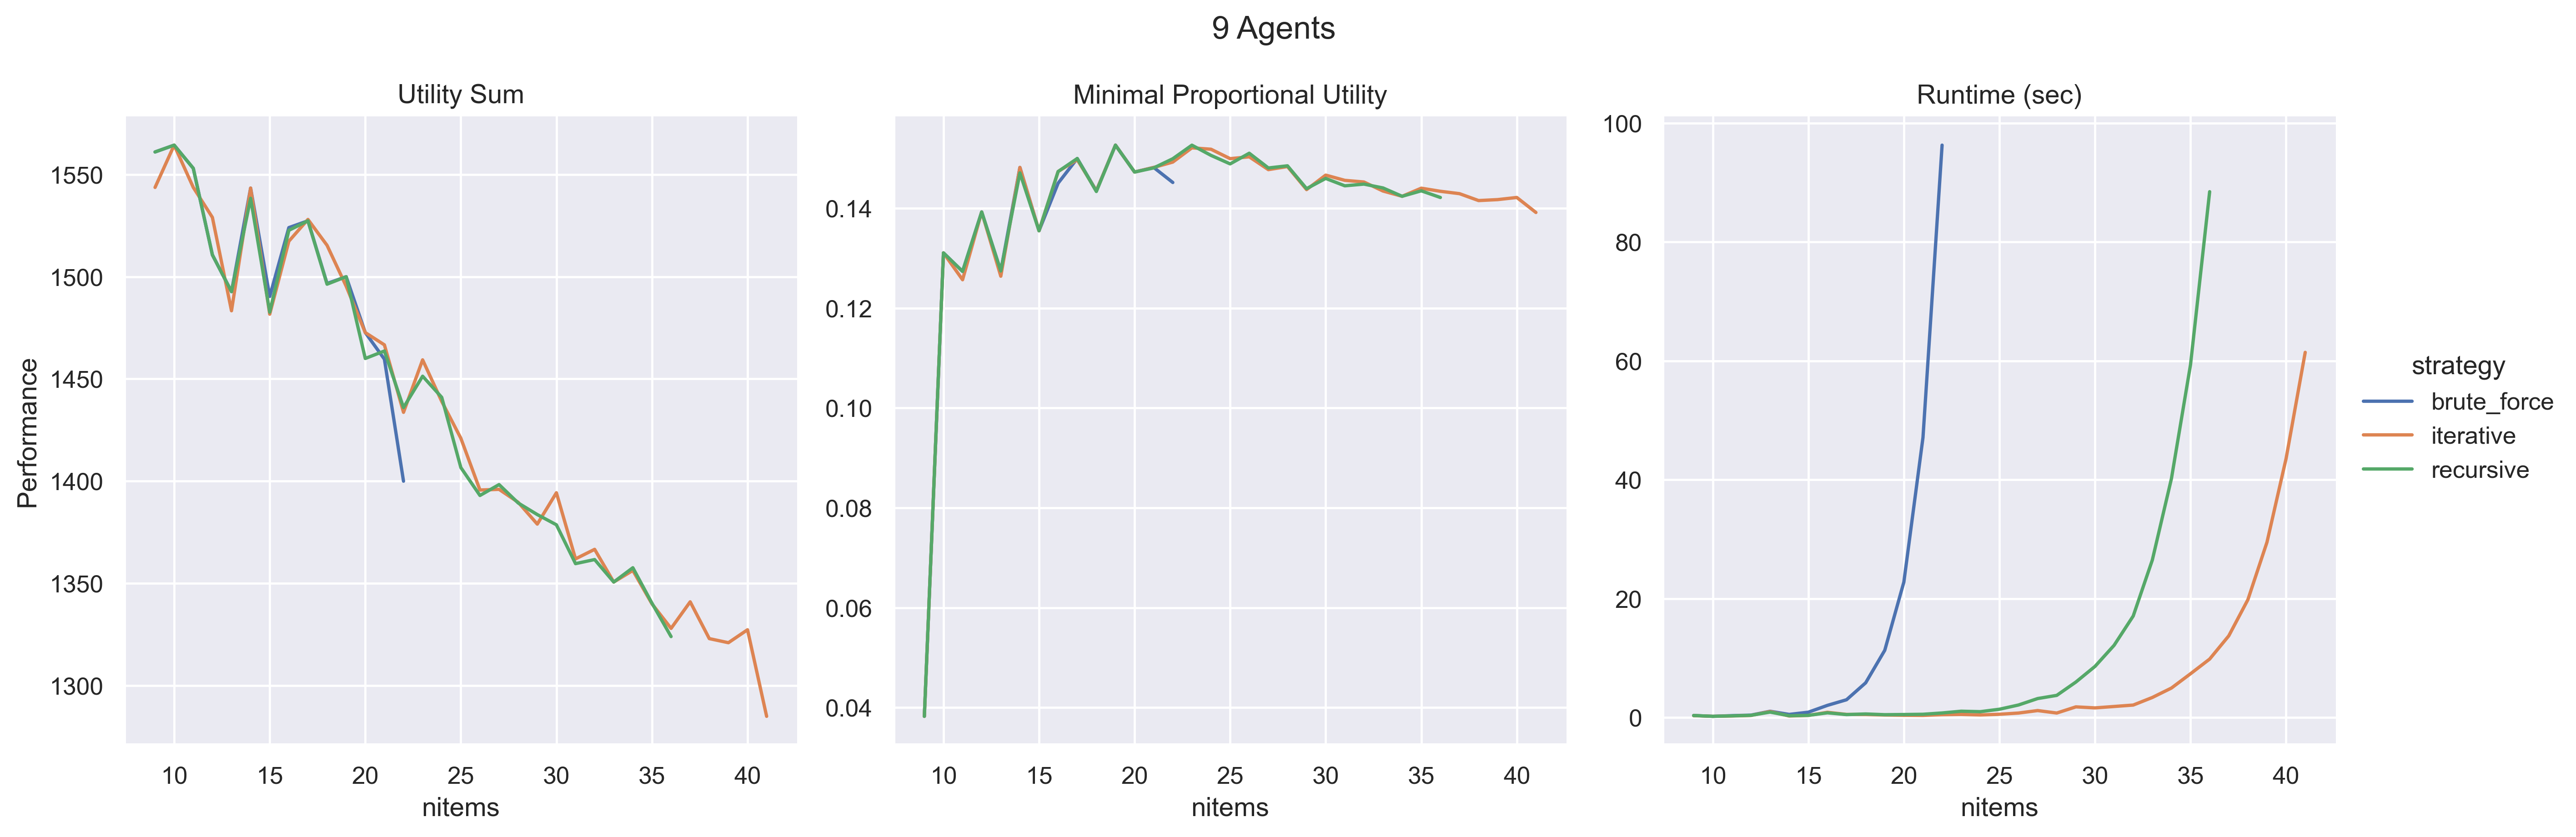 9 Agents
Utility Sum
Performance
1550
1500
1450
1400
1350
1300
10 15 20 25 30 35 40
nitems
Minimal Proportional Utility
0.14
0.12
0.10
0.08
0.06
0.04
10 15 20 25 30 35 40
nitems
Runtime (sec)
100
80
60
40
20
0
10 15 20 25 30 35 40
nitems
strategy
brute_force
iterative
recursive